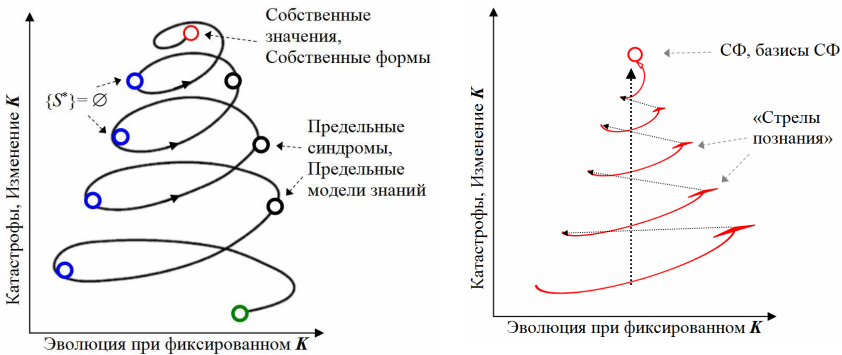 Собственные
значения,
Собственные формы
{S*}= ∅
Предельные
синдромы,
Предельные
модели знаний
Катастрофы, Изменение K
Эволюция при фиксированном K
СФ, базисы СФ
«Стрелы
познания»
Катастрофы, Изменение K
Эволюция при фиксированном K